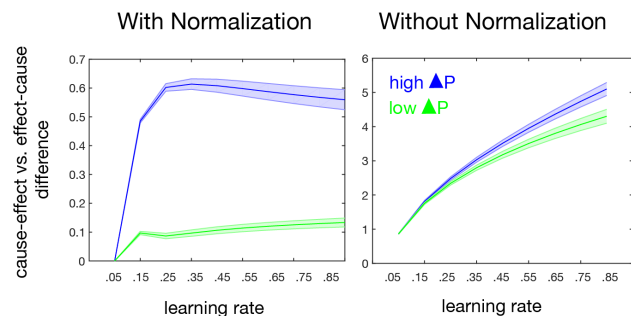 With Normalization
Without Normalization
cause-effect vs. effect-cause
difference
0.7
0.6
0.5
0.4
0.3
0.2
0.1
0
.05 .15 .25 .35 .45 .55 .65 .75 .85
learning rate
6
5
4
3
2
1
0
high ▲P
low ▲P
.05 .15 .25 .35 .45 .55 .65 .75 .85
learning rate